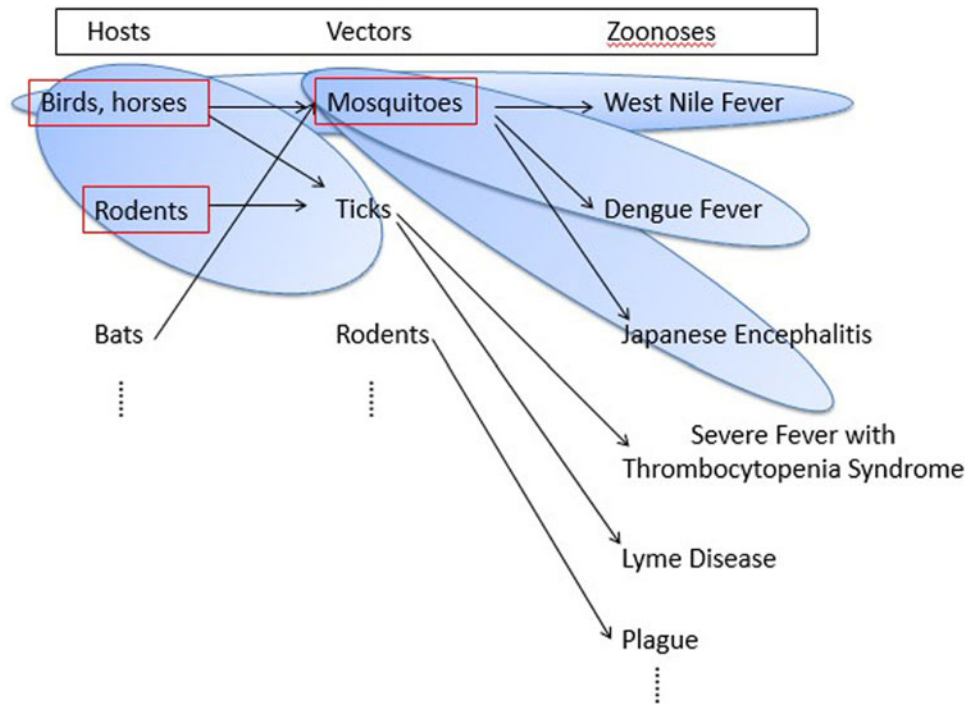 Hosts Vectors Zoonoses
Birds, horses Mosquitoes West Nile Fever
Rodents Ticks Dengue Fever
Bats Rodents Japanese Encephalitis
Severe Fever with
Thrombocytopenia Syndrome
Lyme Disease
Plague